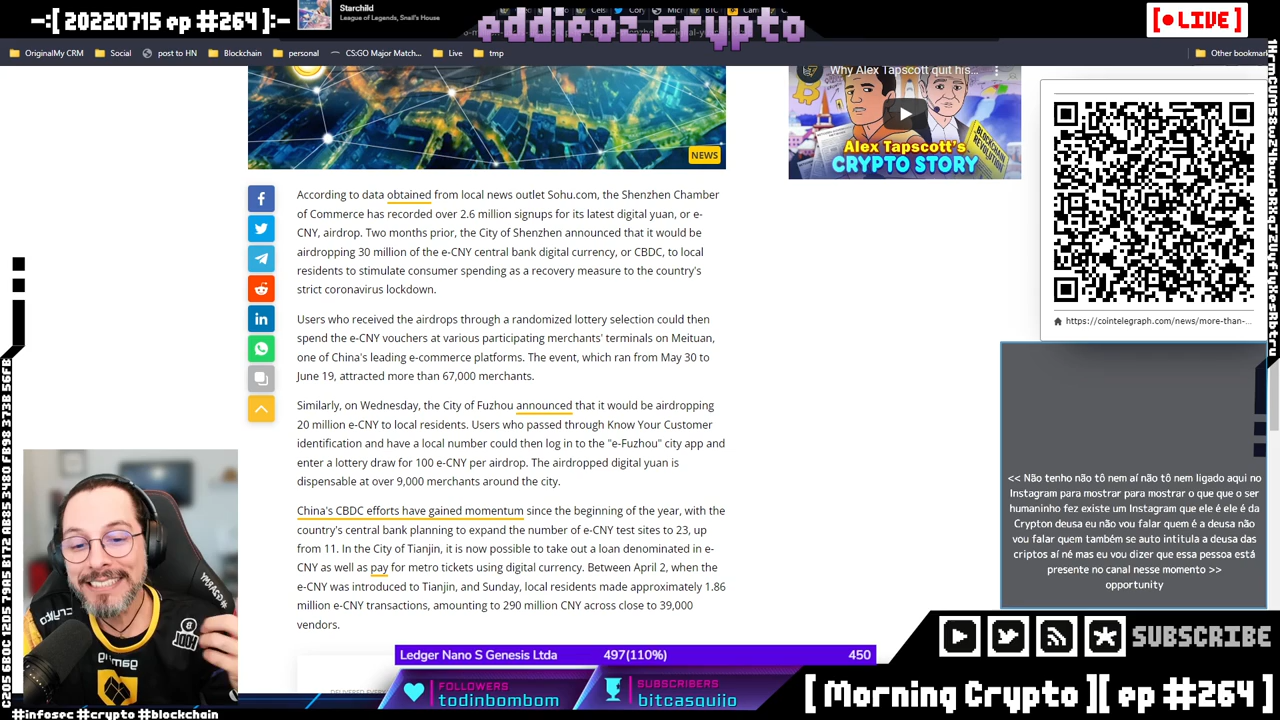 -:[ 20220715 ep #264 ]:-
Starchild
League of Legends, Snail's House
eddieoz.crypto
[ • LIVE ]
OriginalMy CRM
Social
post to HN
Blockchain
personal
CS:GO Major Match...
Live
tmp
Other bookmar
NEWS
Why Alex Tapscott quit his...
ALEX TAPSCOTT'S
CRYPTO STORY
According to data obtained from local news outlet Sohu.com, the Shenzhen Chamber
of Commerce has recorded over 2.6 million signups for its latest digital yuan, or e-
CNY, airdrop. Two months prior, the City of Shenzhen announced that it would be
airdropping 30 million of the e-CNY central bank digital currency, or CBDC, to local
residents to stimulate consumer spending as a recovery measure to the country's
strict coronavirus lockdown.
Users who received the airdrops through a randomized lottery selection could then
spend the e-CNY vouchers at various participating merchants' terminals on Meituan,
one of China's leading e-commerce platforms. The event, which ran from May 30 to
June 19, attracted more than 67,000 merchants.
Similarly, on Wednesday, the City of Fuzhou announced that it would be airdropping
20 million e-CNY to local residents. Users who passed through Know Your Customer
identification and have a local number could then log in to the "e-Fuzhou" city app and
enter a lottery draw for 100 e-CNY per airdrop. The airdropped digital yuan is
dispensable at over 9,000 merchants around the city.
China's CBDC efforts have gained momentum since the beginning of the year, with the
country's central bank planning to expand the number of e-CNY test sites to 23, up
from 11. In the City of Tianjin, it is now possible to take out a loan denominated in e-
CNY as well as pay for metro tickets using digital currency. Between April 2, when the
e-CNY was introduced to Tianjin, and Sunday, local residents made approximately 1.86
million e-CNY transactions, amounting to 290 million CNY across close to 39,000
vendors.
https://cointelegraph.com/news/more-than-...
<< Não tenho não tô nem aí não tô nem ligado aqui no
Instagram para mostrar para mostrar o que que o ser
humaninho fez existe um Instagram que ele é ele é da
Crypton deusa eu não vou falar quem é a deusa não
vou falar quem também se auto intitula a deusa das
criptos aí né mas eu vou dizer que essa pessoa está
presente no canal nesse momento >>
opportunity
Ledger Nano S Genesis Ltda 497(110%) 450
FOLLOWERS
todinbombom
SUBSCRIBERS
bitcasquijo
SUBSCRIBE
[ Morning Crypto ][ ep #264 ]
#infosec #crypto #blockchain